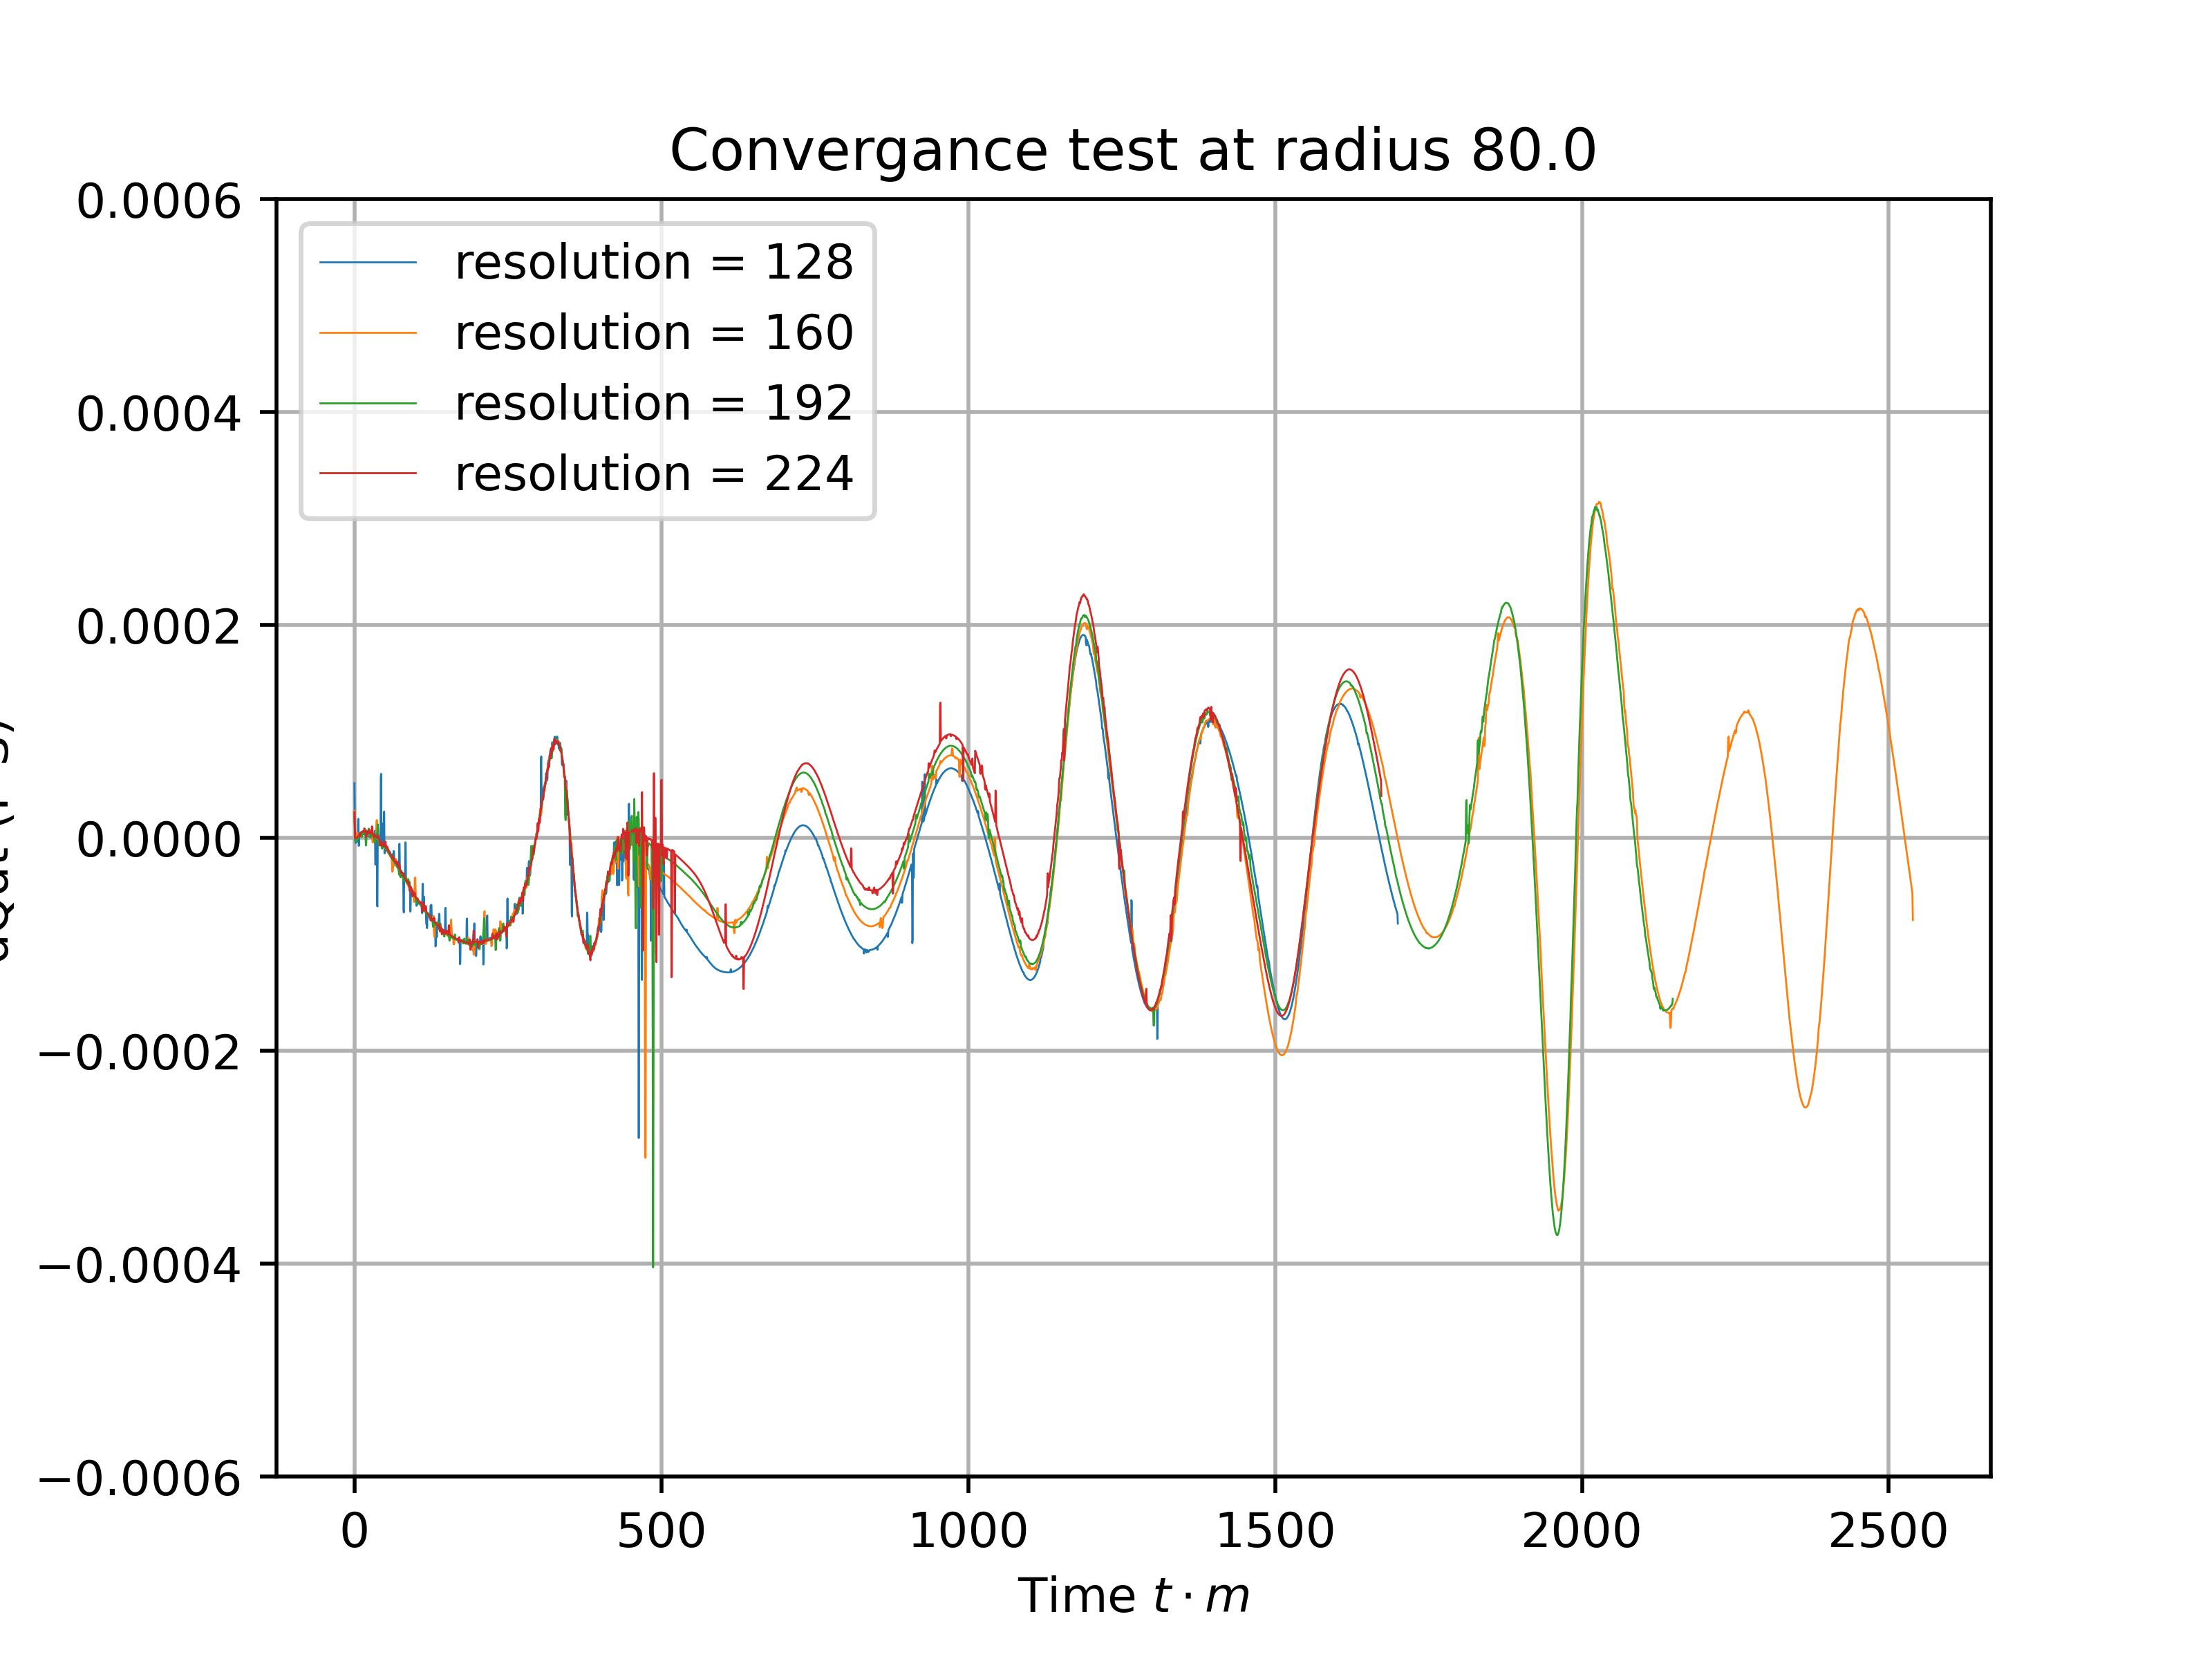 Convergance test at radius 80.0
0.0006
0.0004
0.0002
0.0000
−0.0002
−0.0004
−0.0006
resolution = 128
resolution = 160
resolution = 192
resolution = 224
0 500 1000 1500 2000 2500
Time t · m